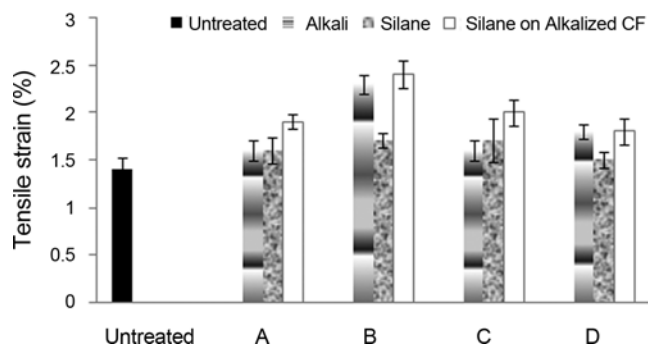 3
Untreated Alkali Silane Silane on Alkalized CF
2.5
2
1.5
1
0.5
0
Tensile strain (%)
Untreated A B C D